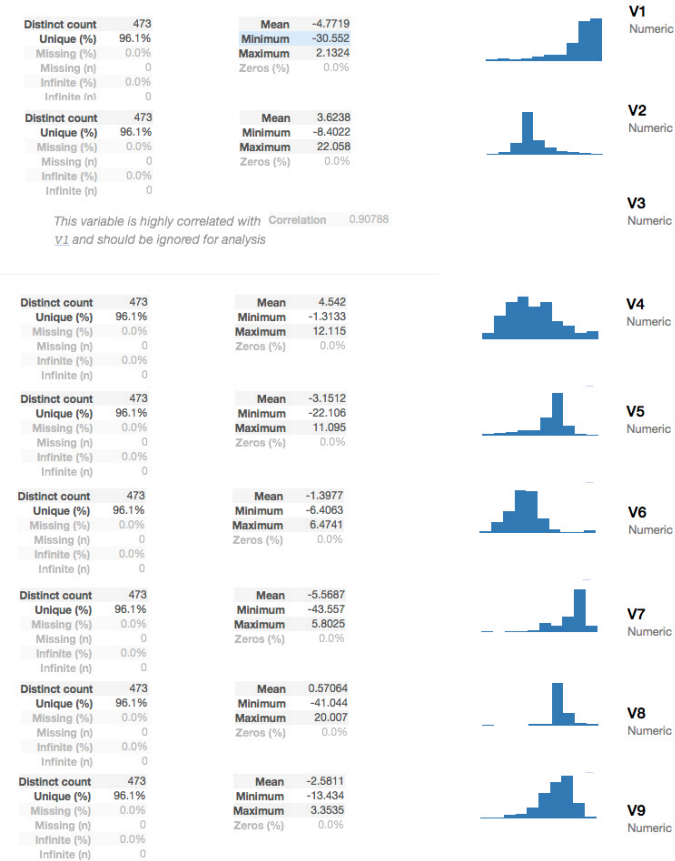 V1
Distinct count 473 Mean -4.7719 Numeric
Unique (%) 96.1% Minimum -30.552
Missing (%) 0.0% Maximum 2.1324
Missing (n) 0 Zeros (%) 0.0%
Infinite (%) 0.0%
Infinite (n) 0
V2
Distinct count 473 Mean 3.6238 Numeric
Unique (%) 96.1% Minimum -8.4022
Missing (%) 0.0% Maximum 22.058
Missing (n) 0 Zeros (%) 0.0%
Infinite (%) 0.0%
Infinite (n) 0
V3
This variable is highly correlated with Correlation 0.90788 Numeric
V1 and should be ignored for analysis
Distinct count 473 Mean 4.542 V4
Unique (%) 96.1% Minimum -1.3133 Numeric
Missing (%) 0.0% Maximum 12.115
Missing (n) 0 Zeros (%) 0.0%
Infinite (%) 0.0%
Infinite (n) 0
Distinct count 473 Mean -3.1512 V5
Unique (%) 96.1% Minimum -22.106 Numeric
Missing (%) 0.0% Maximum 11.095
Missing (n) 0 Zeros (%) 0.0%
Infinite (%) 0.0%
Infinite (n) 0
Distinct count 473 Mean -1.3977
Unique (%) 96.1% Minimum -6.4063 V6
Missing (%) 0.0% Maximum 6.4741 Numeric
Missing (n) 0 Zeros (%) 0.0%
Infinite (%) 0.0%
Infinite (n) 0
Distinct count 473 Mean -5.5687
Unique (%) 96.1% Minimum -43.557 V7
Missing (%) 0.0% Maximum 5.8025 Numeric
Missing (n) 0 Zeros (%) 0.0%
Infinite (%) 0.0%
Infinite (n) 0
Distinct count 473 Mean 0.57064
Unique (%) 96.1% Minimum -41.044 V8
Missing (%) 0.0% Maximum 20.007 Numeric
Missing (n) 0 Zeros (%) 0.0%
Infinite (%) 0.0%
Infinite (n) 0
Distinct count 473 Mean -2.5811
Unique (%) 96.1% Minimum -13.434
Missing (%) 0.0% Maximum 3.3535 V9
Missing (n) 0 Zeros (%) 0.0% Numeric
Infinite (%) 0.0%
Infinite (n) 0